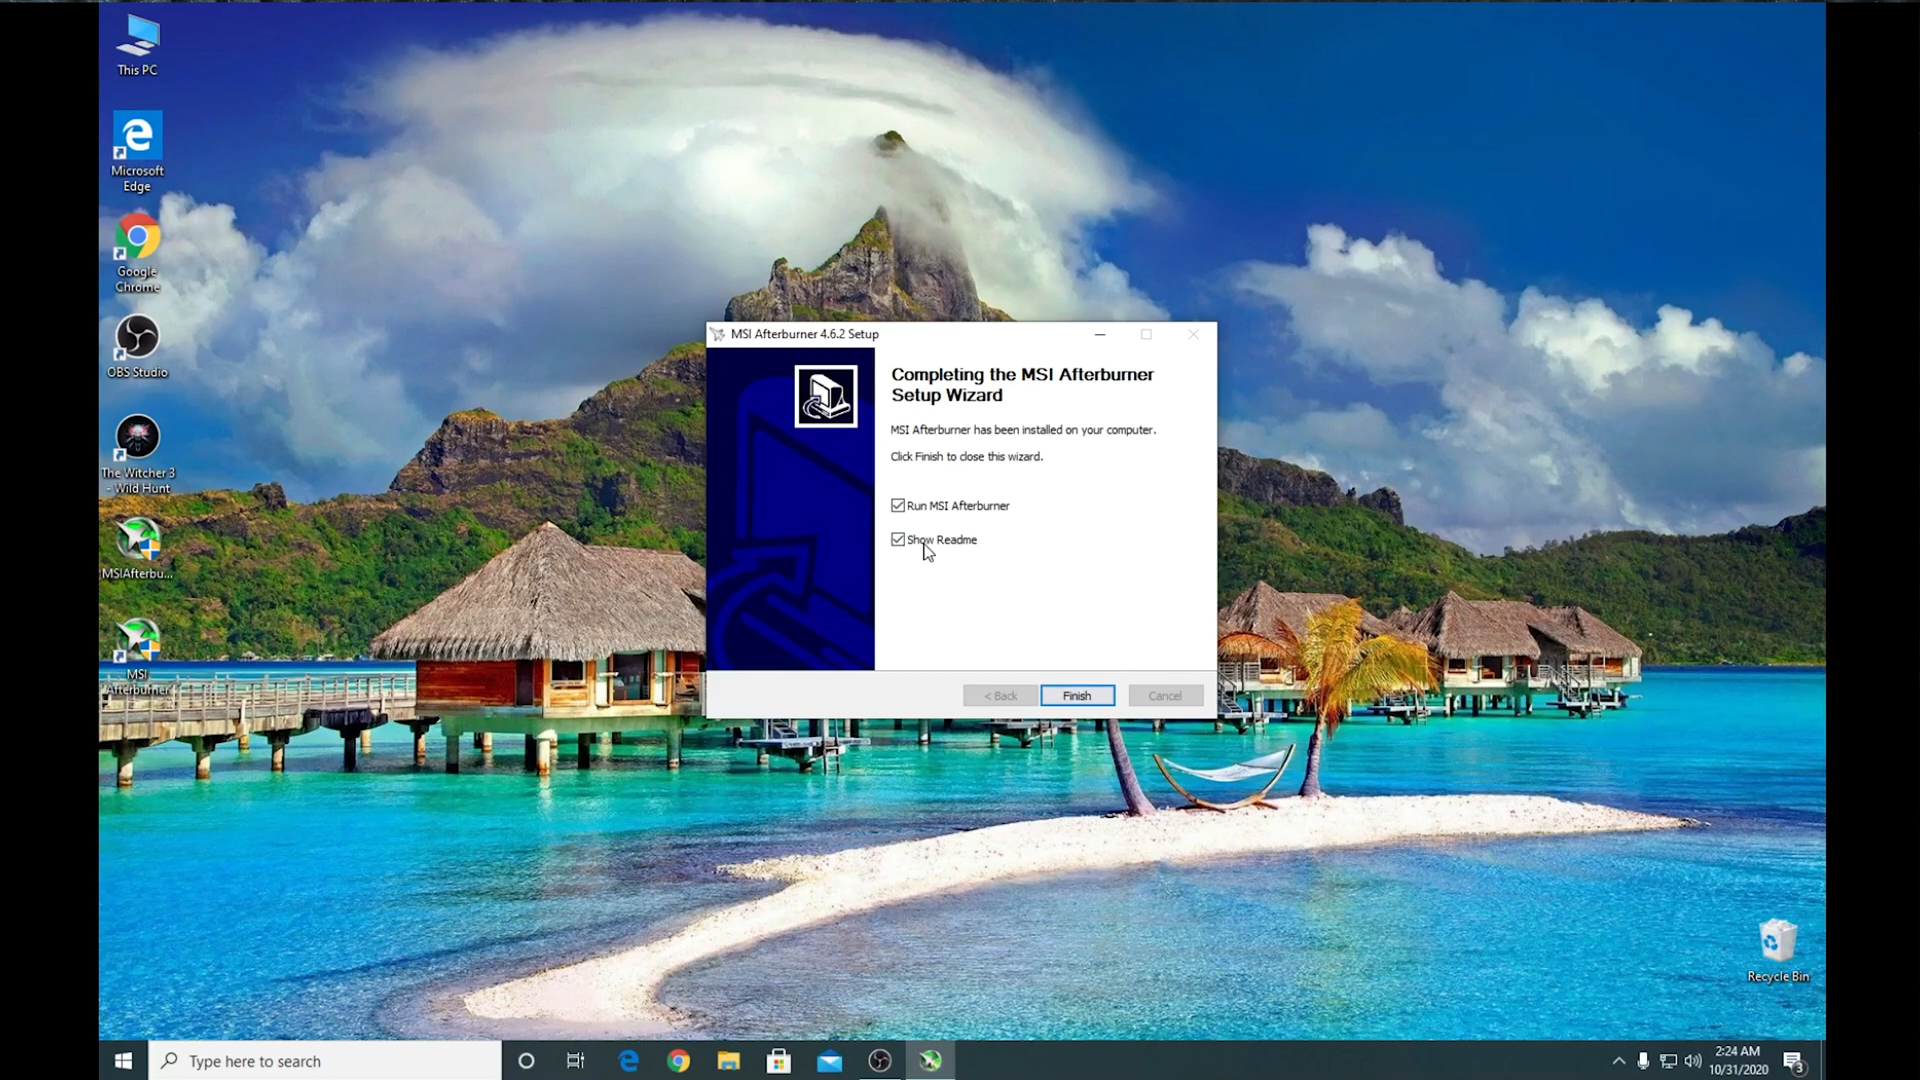 This PC
Microsoft
Edge
Google
Chrome
OBS Studio
The Witcher 3
- Wild Hunt
MSIAfterbu...
MSI
Afterburner
MSI Afterburner 4.6.2 Setup
Completing the MSI Afterburner
Setup Wizard
MSI Afterburner has been installed on your computer.
Click Finish to close this wizard.
Run MSI Afterburner
Show Readme
< Back
Finish
Cancel
Recycle Bin
Type here to search
2:24 AM
10/31/2020
3